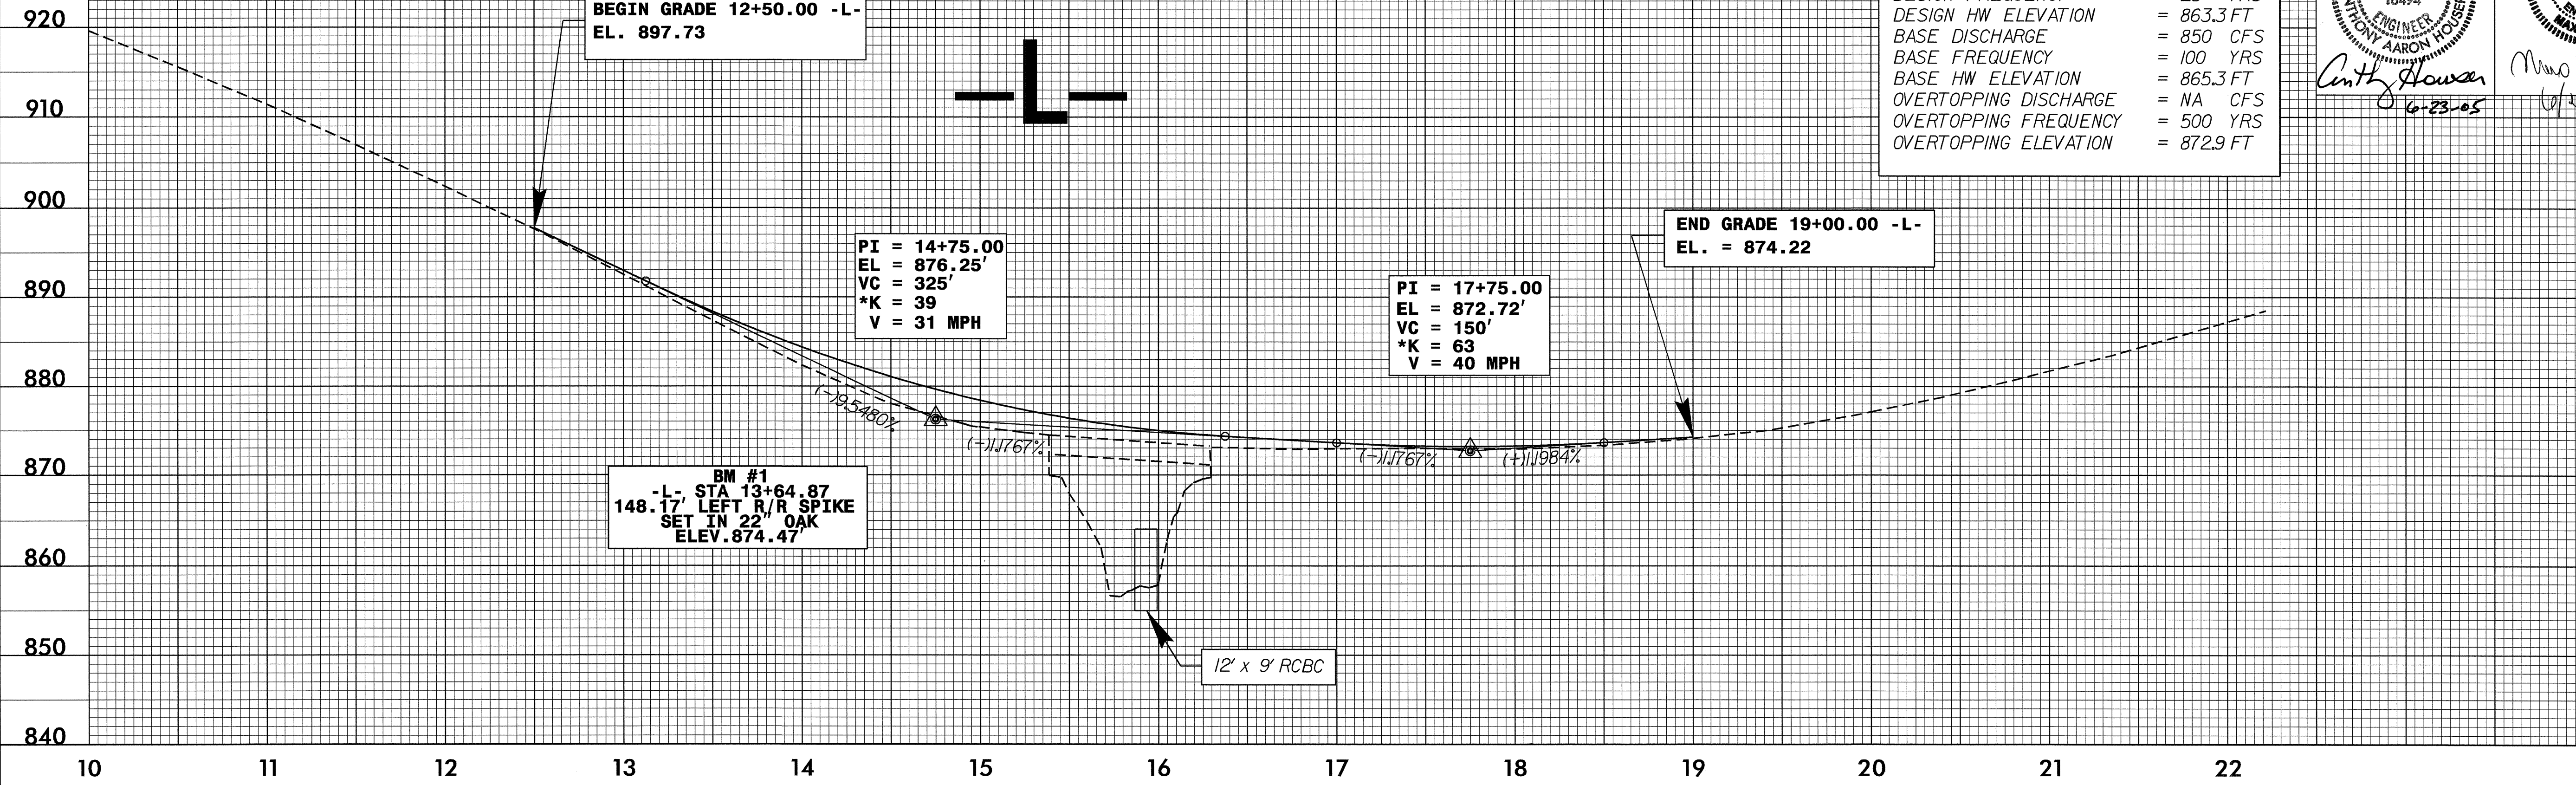 BEGIN GRADE 12+50.00 -L-
EL. 897.73
DESIGN HW ELEVATION = 863.3 FT
BASE DISCHARGE = 850 CFS
BASE FREQUENCY = 100 YRS
BASE HW ELEVATION = 865.3 FT
OVERTOPPING DISCHARGE = NA CFS
OVERTOPPING FREQUENCY = 500 YRS
OVERTOPPING ELEVATION = 872.9 FT
ENGINEER
ANTHONY AARON HOUSER
6-23-05
L
PI = 14+75.00
EL = 876.25'
VC = 325'
*K = 39
V = 31 MPH
END GRADE 19+00.00 -L-
EL. = 874.22
PI = 17+75.00
EL = 872.72'
VC = 150'
*K = 63
V = 40 MPH
(-)9.5480%
(-)1.1767%
(-)1.1767%
(+)1.1984%
BM #1
-L- STA 13+64.87
148.17' LEFT R/R SPIKE
SET IN 22" OAK
ELEV.874.47'
12' x 9' RCBC
920
910
900
890
880
870
860
850
840
10 11 12 13 14 15 16 17 18 19 20 21 22